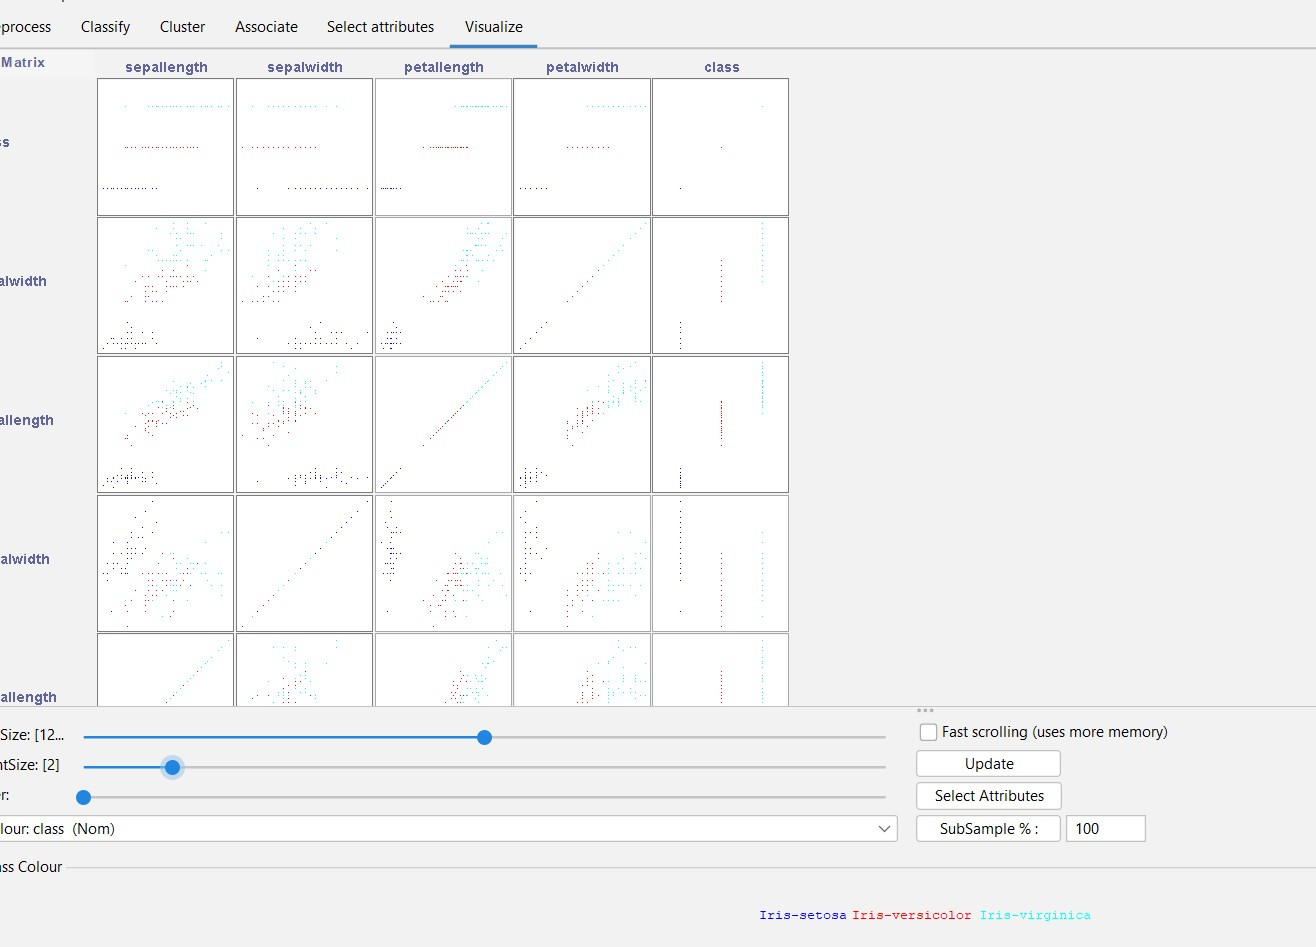 process Classify Cluster Associate Select attributes Visualize
Matrix
sepallength sepalwidth petallength petalwidth class
ss
alwidth
allength
alwidth
allength
Size: [12...
ntSize: [2]
r:
Fast scrolling (uses more memory)
Update
Select Attributes
lour: class (Nom)
SubSample % : 100
ass Colour
Iris-setosa Iris-versicolor Iris-virginica